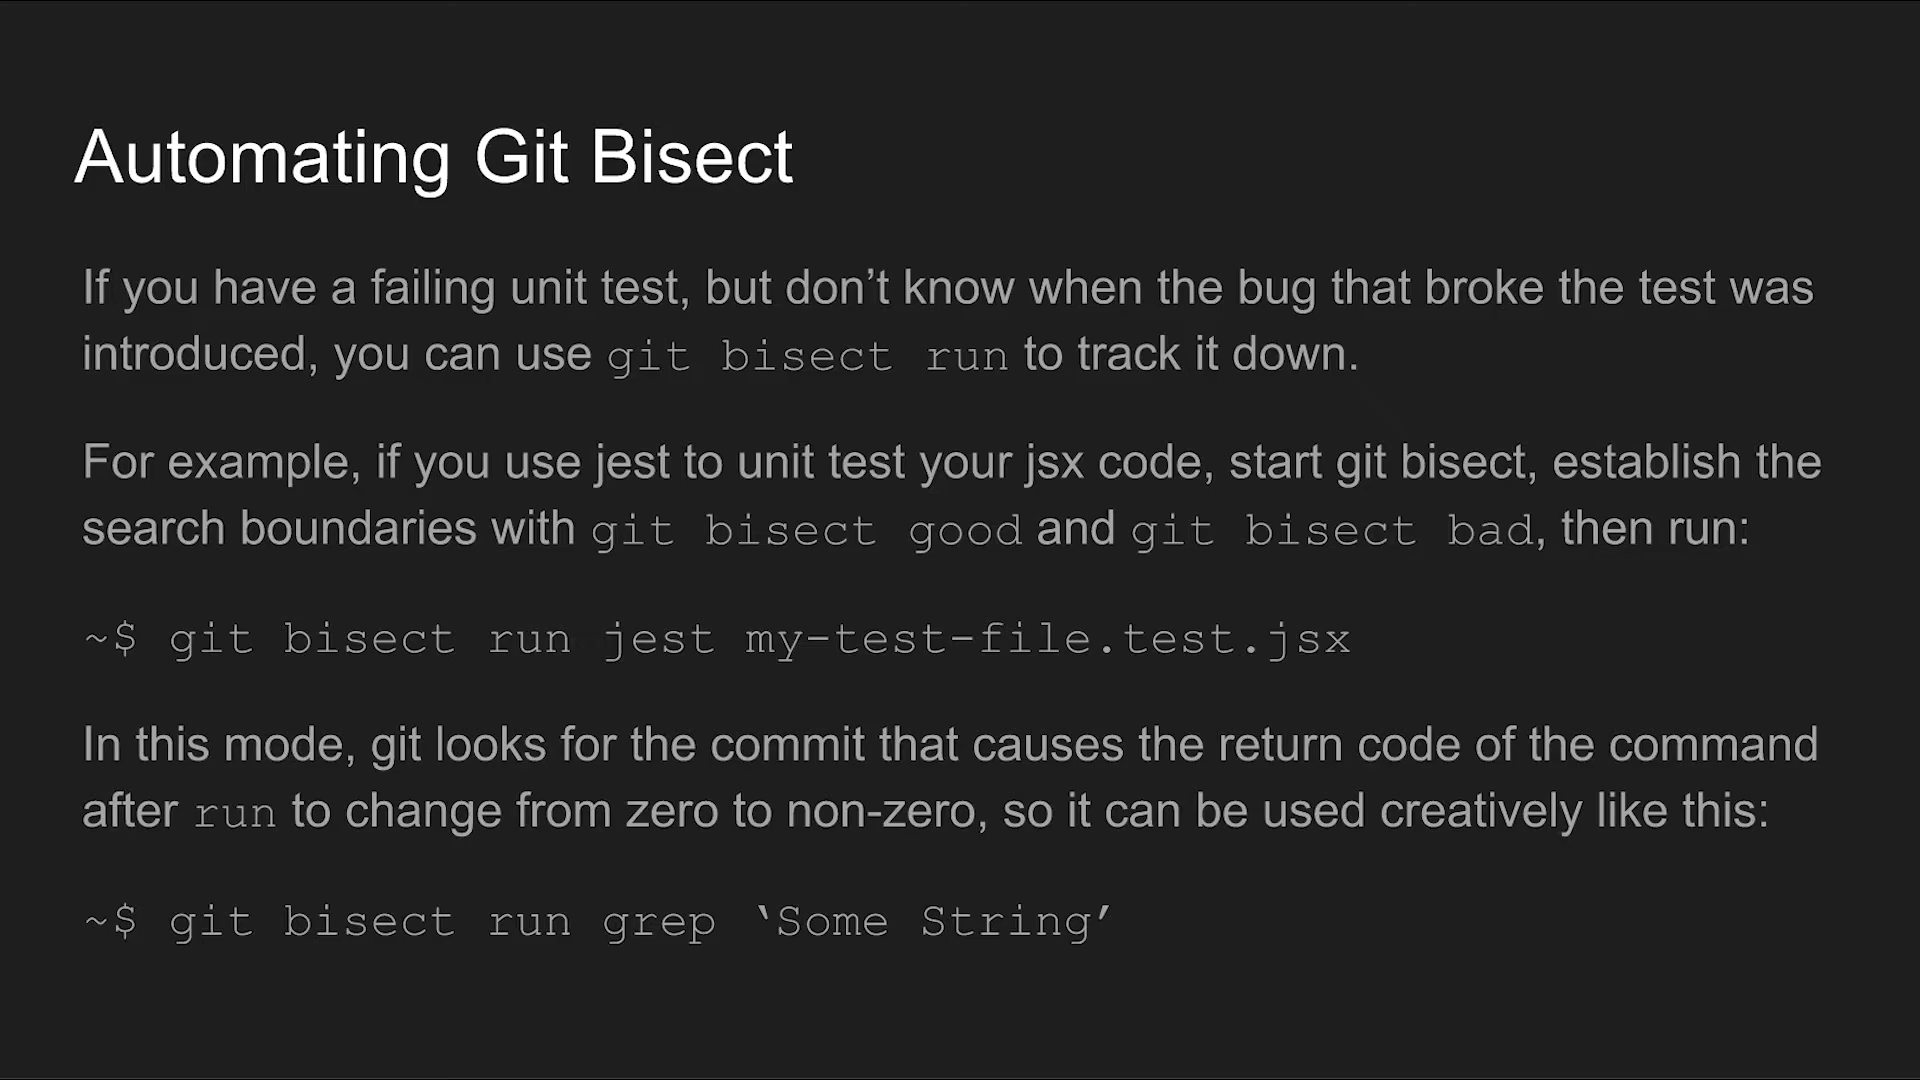 Automating Git Bisect
If you have a failing unit test, but don’t know when the bug that broke the test was
introduced, you can use git bisect run to track it down.
For example, if you use jest to unit test your jsx code, start git bisect, establish the
search boundaries with git bisect good and git bisect bad, then run:
~$ git bisect run jest my-test-file.test.jsx
In this mode, git looks for the commit that causes the return code of the command
after run to change from zero to non-zero, so it can be used creatively like this:
~$ git bisect run grep ‘Some String’